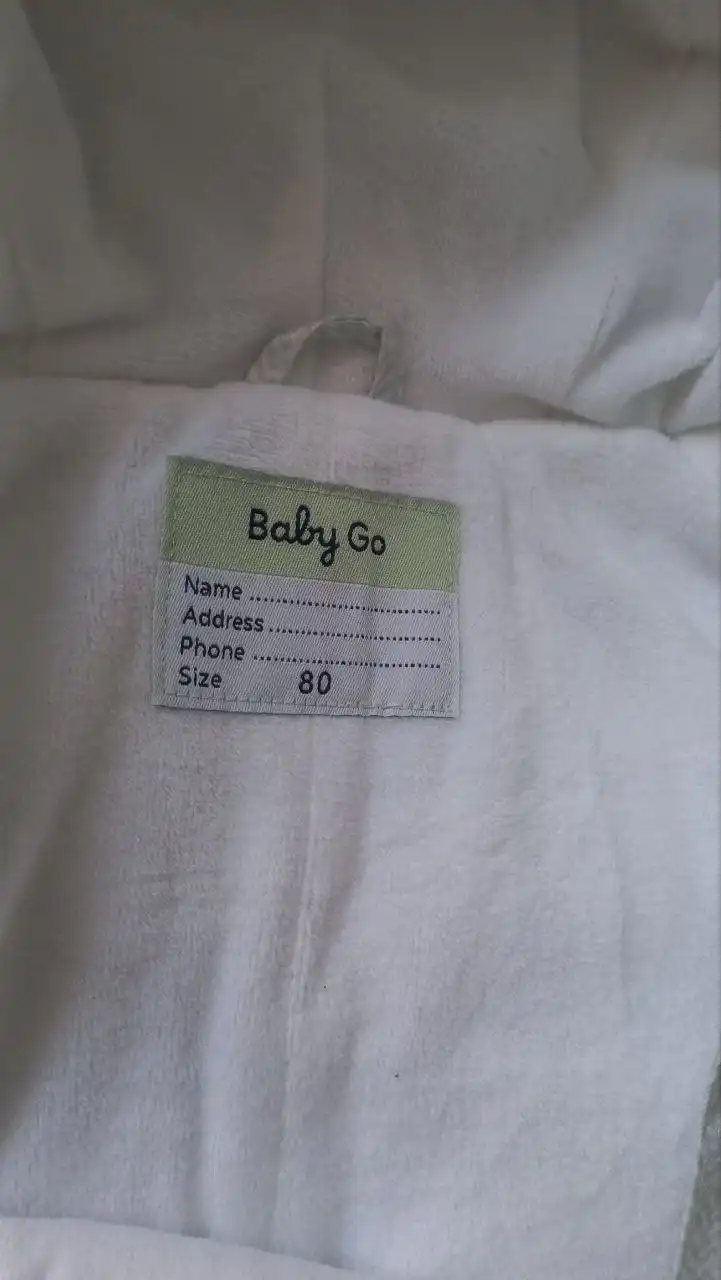 Baby Go
Name ........................................
Address ...................................
Phone ......................................
Size 80